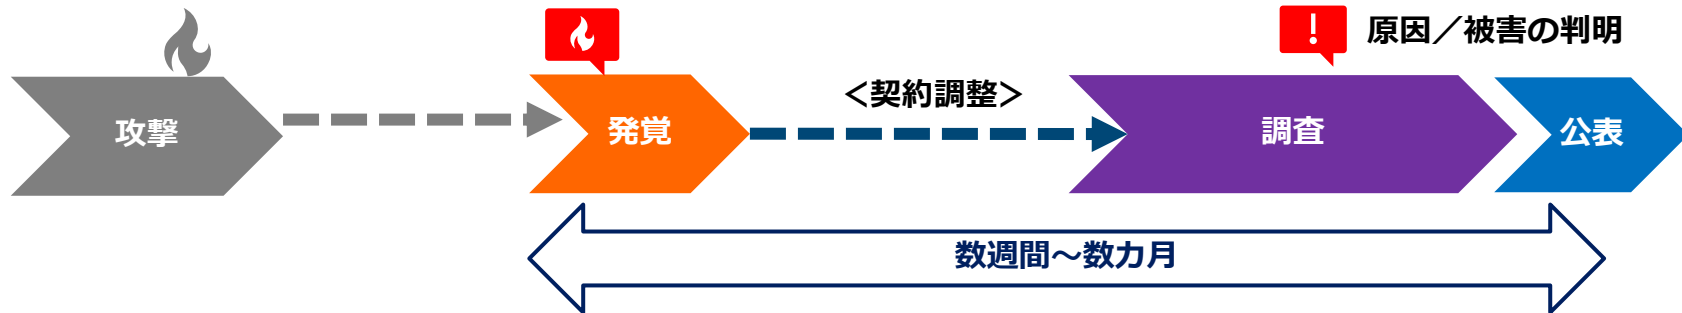 原因／被害の判明
＜契約調整＞
攻撃
発覚
調査
公表
数週間～数カ月